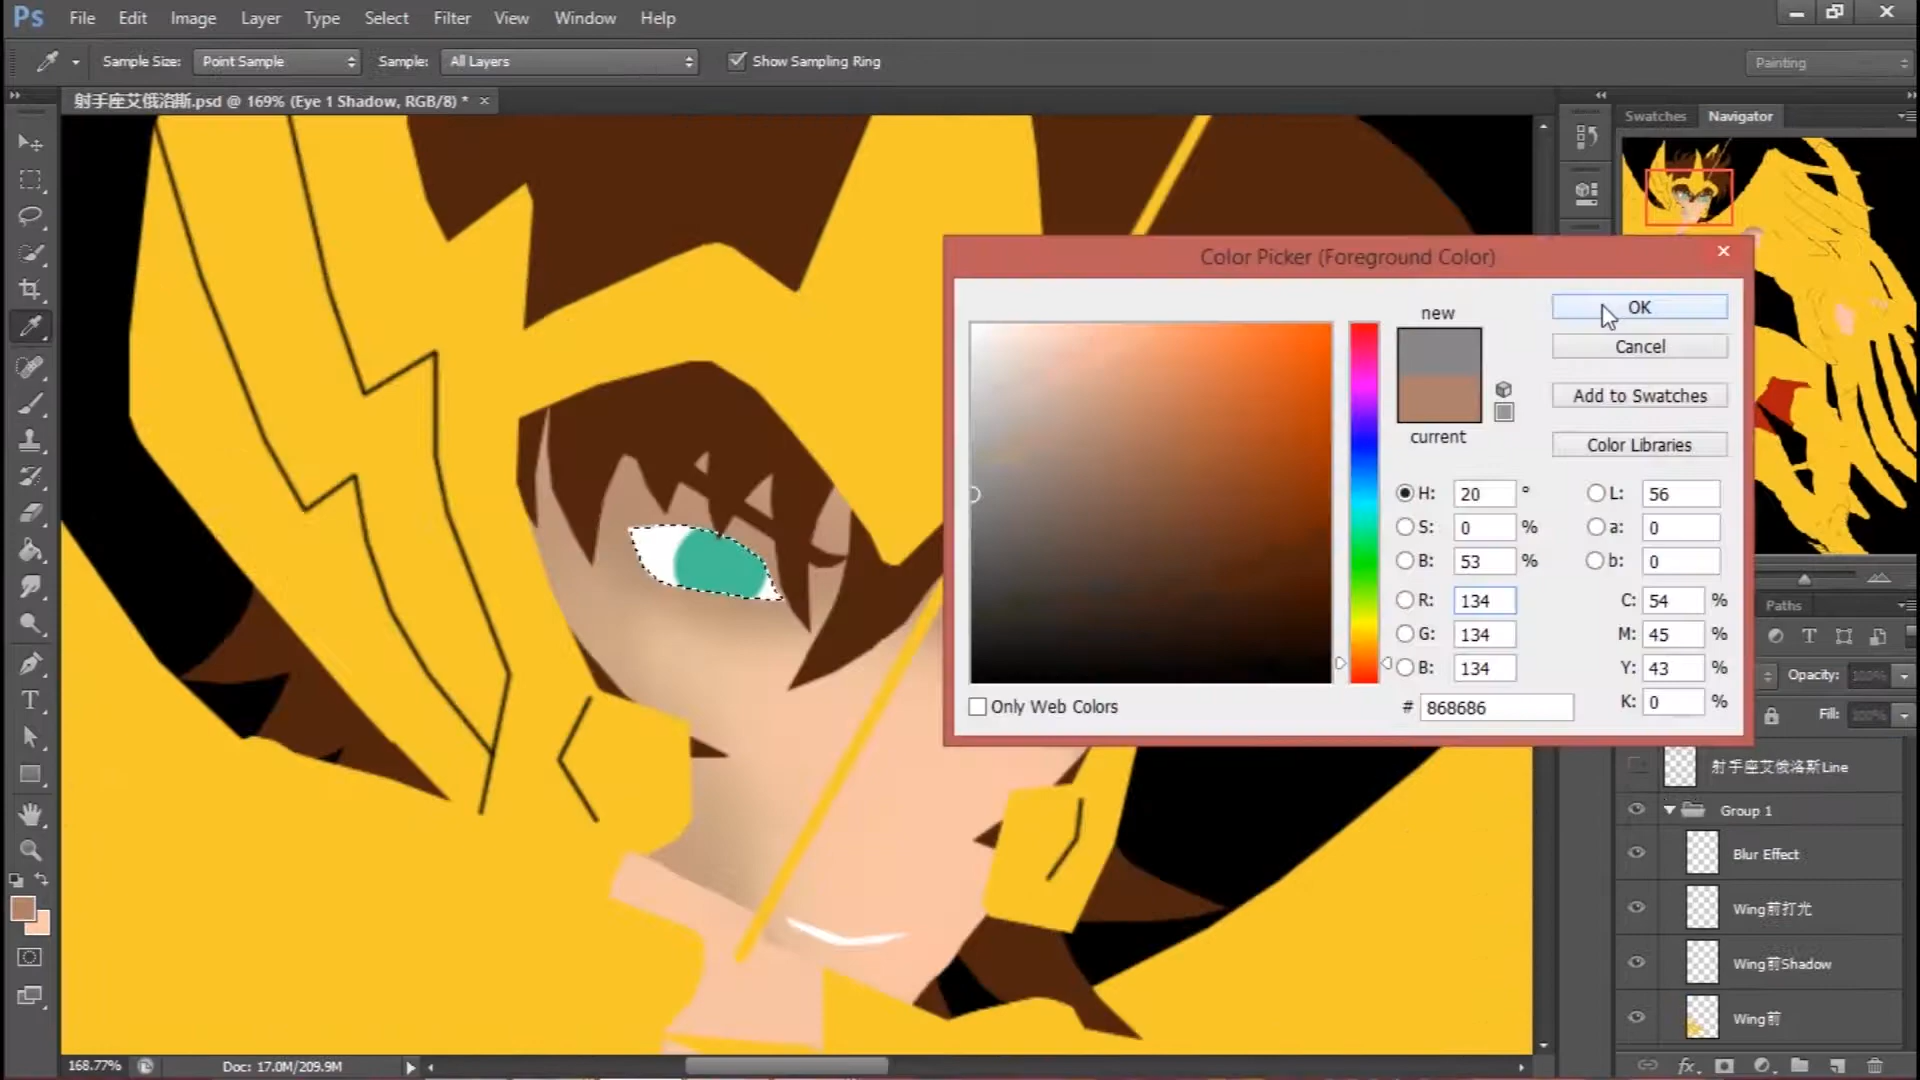 Ps File Edit Image Layer Type Select Filter View Window Help
Sample Size: Point Sample Sample: All Layers Show Sampling Ring Painting
射手座艾俄洛斯.psd @ 169% (Eye 1 Shadow, RGB/8) * ×
Swatches Navigator
Color Picker (Foreground Color)
new
current
OK
Cancel
Add to Swatches
Color Libraries
H: 20 ° L: 56
S: 0 % a: 0
B: 53 % b: 0
R: 134 C: 54 %
G: 134 M: 45 %
B: 134 Y: 43 %
# 868686 K: 0 %
Only Web Colors
Paths
Opacity: 100%
Fill: 100%
射手座艾俄洛斯Line
Group 1
Blur Effect
Wing前打光
Wing前Shadow
Wing前
168.77% Doc: 17.0M/209.9M